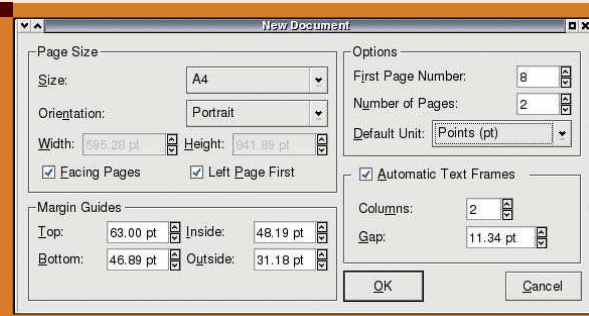 New Document
Page Size
Size: A4
Orientation: Portrait
Width: 595.28 pt Height: 841.89 pt
Facing Pages Left Page First
Margin Guides
Top: 63.00 pt Inside: 48.19 pt
Bottom: 46.89 pt Outside: 31.18 pt
Options
First Page Number: 8
Number of Pages: 2
Default Unit: Points (pt)
Automatic Text Frames
Columns: 2
Gap: 11.34 pt
OK Cancel